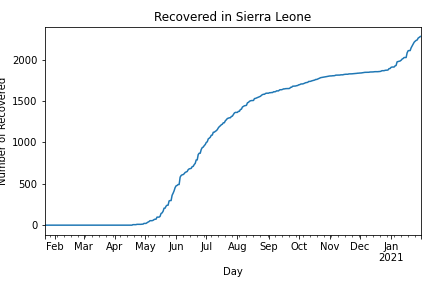 Recovered in Sierra Leone
Number of Recovered
2000
1500
1000
500
0
Feb Mar Apr May Jun Jul Aug Sep Oct Nov Dec Jan
2021
Day